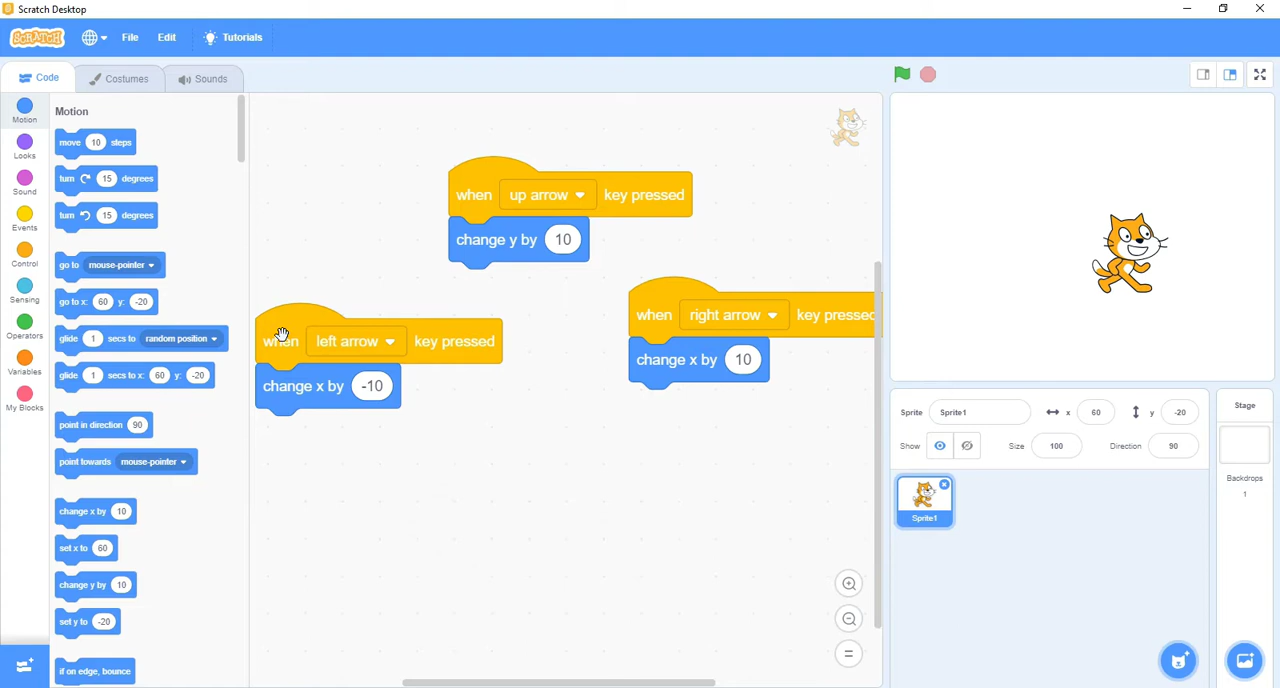 Scratch Desktop
SCRATCH File Edit Tutorials
Code Costumes Sounds
Motion
Looks
Sound
Events
Control
Sensing
Operators
Variables
My Blocks
Motion
move 10 steps
turn 15 degrees
turn 15 degrees
go to mouse-pointer
go to x: 60 y: -20
glide 1 secs to random position
glide 1 secs to x: 60 y: -20
point in direction 90
point towards mouse-pointer
change x by 10
set x to 60
change y by 10
set y to -20
if on edge, bounce
when up arrow key pressed
change y by 10
when left arrow key pressed
change x by -10
when right arrow key pressed
change x by 10
Sprite Sprite1 x 60 y -20
Show Size 100 Direction 90
Sprite1
Stage
Backdrops
1